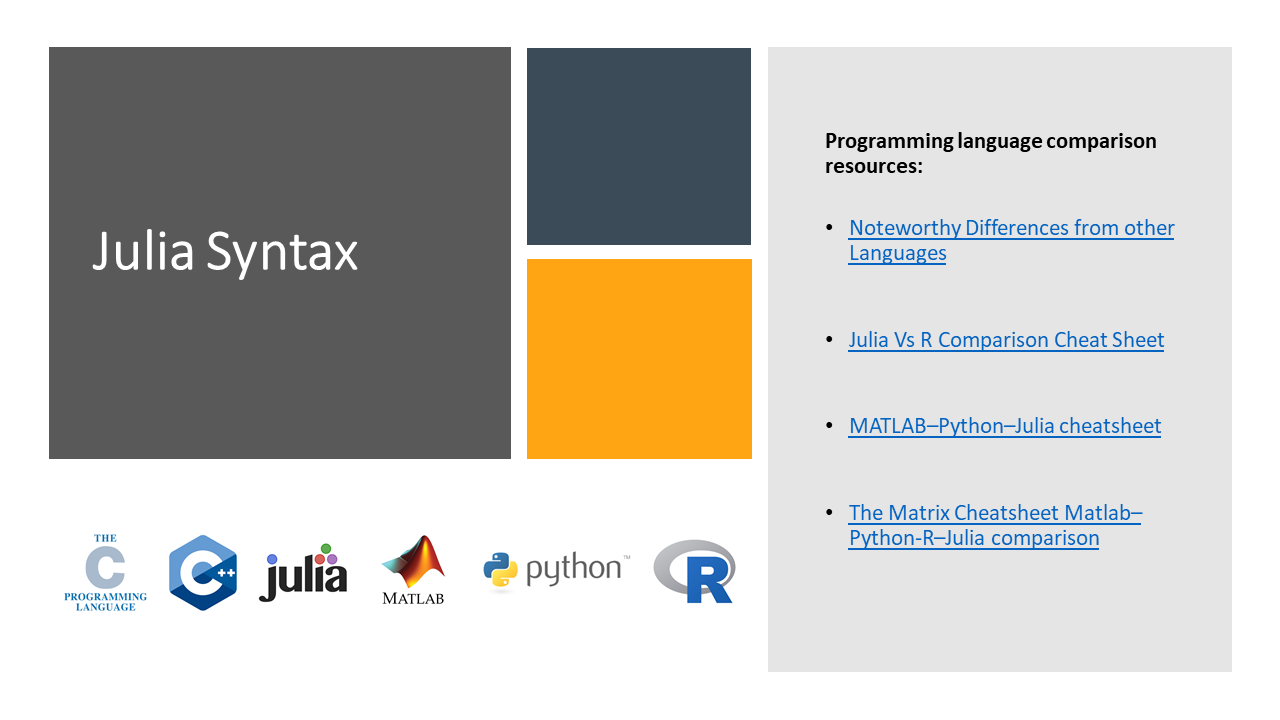 Julia Syntax
Programming language comparison
resources:
• Noteworthy Differences from other
Languages
• Julia Vs R Comparison Cheat Sheet
• MATLAB–Python–Julia cheatsheet
• The Matrix Cheatsheet Matlab–
Python-R–Julia comparison
THE
C
PROGRAMMING
LANGUAGE
C++
julia
MATLAB
python™
R